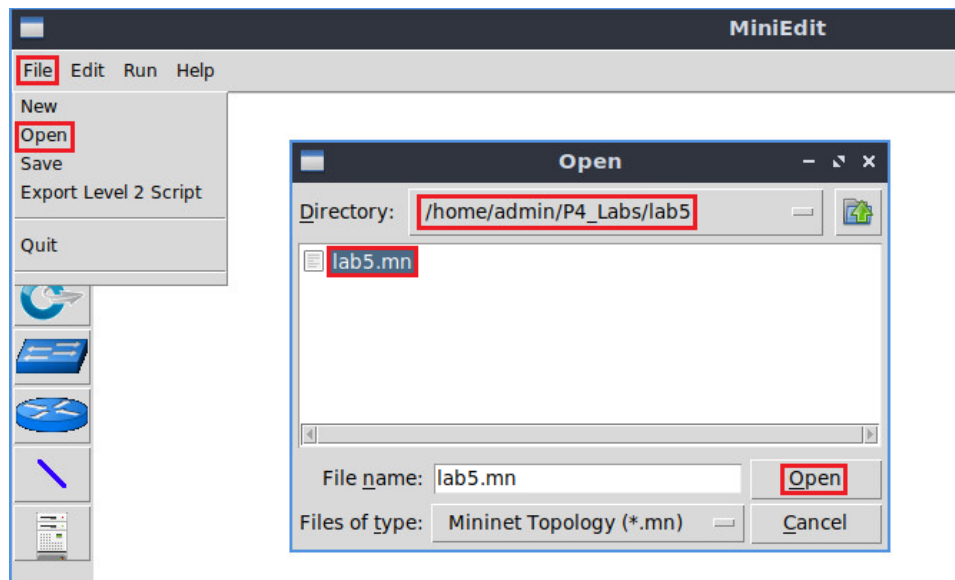 MiniEdit
File Edit Run Help
New
Open
Save
Export Level 2 Script
Quit
Open
Directory: /home/admin/P4_Labs/lab5
lab5.mn
File name: lab5.mn Open
Files of type: Mininet Topology (*.mn) Cancel